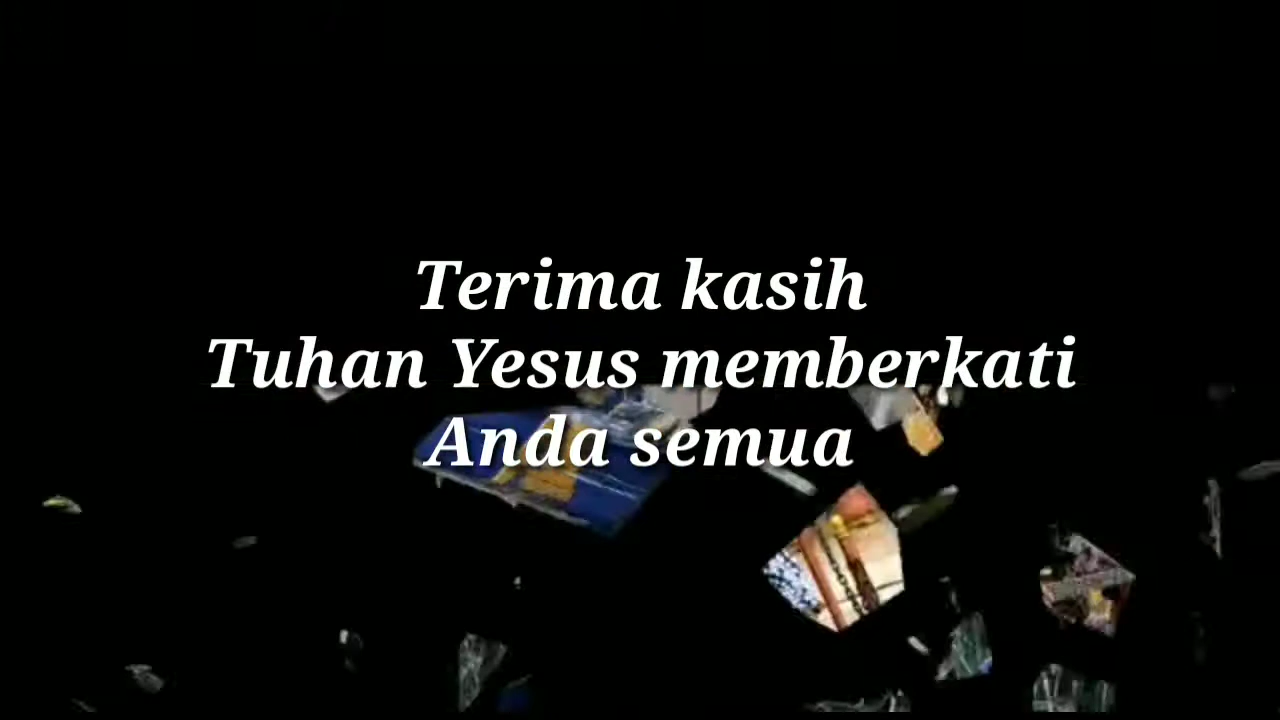 Terima kasih
Tuhan Yesus memberkati
Anda semua